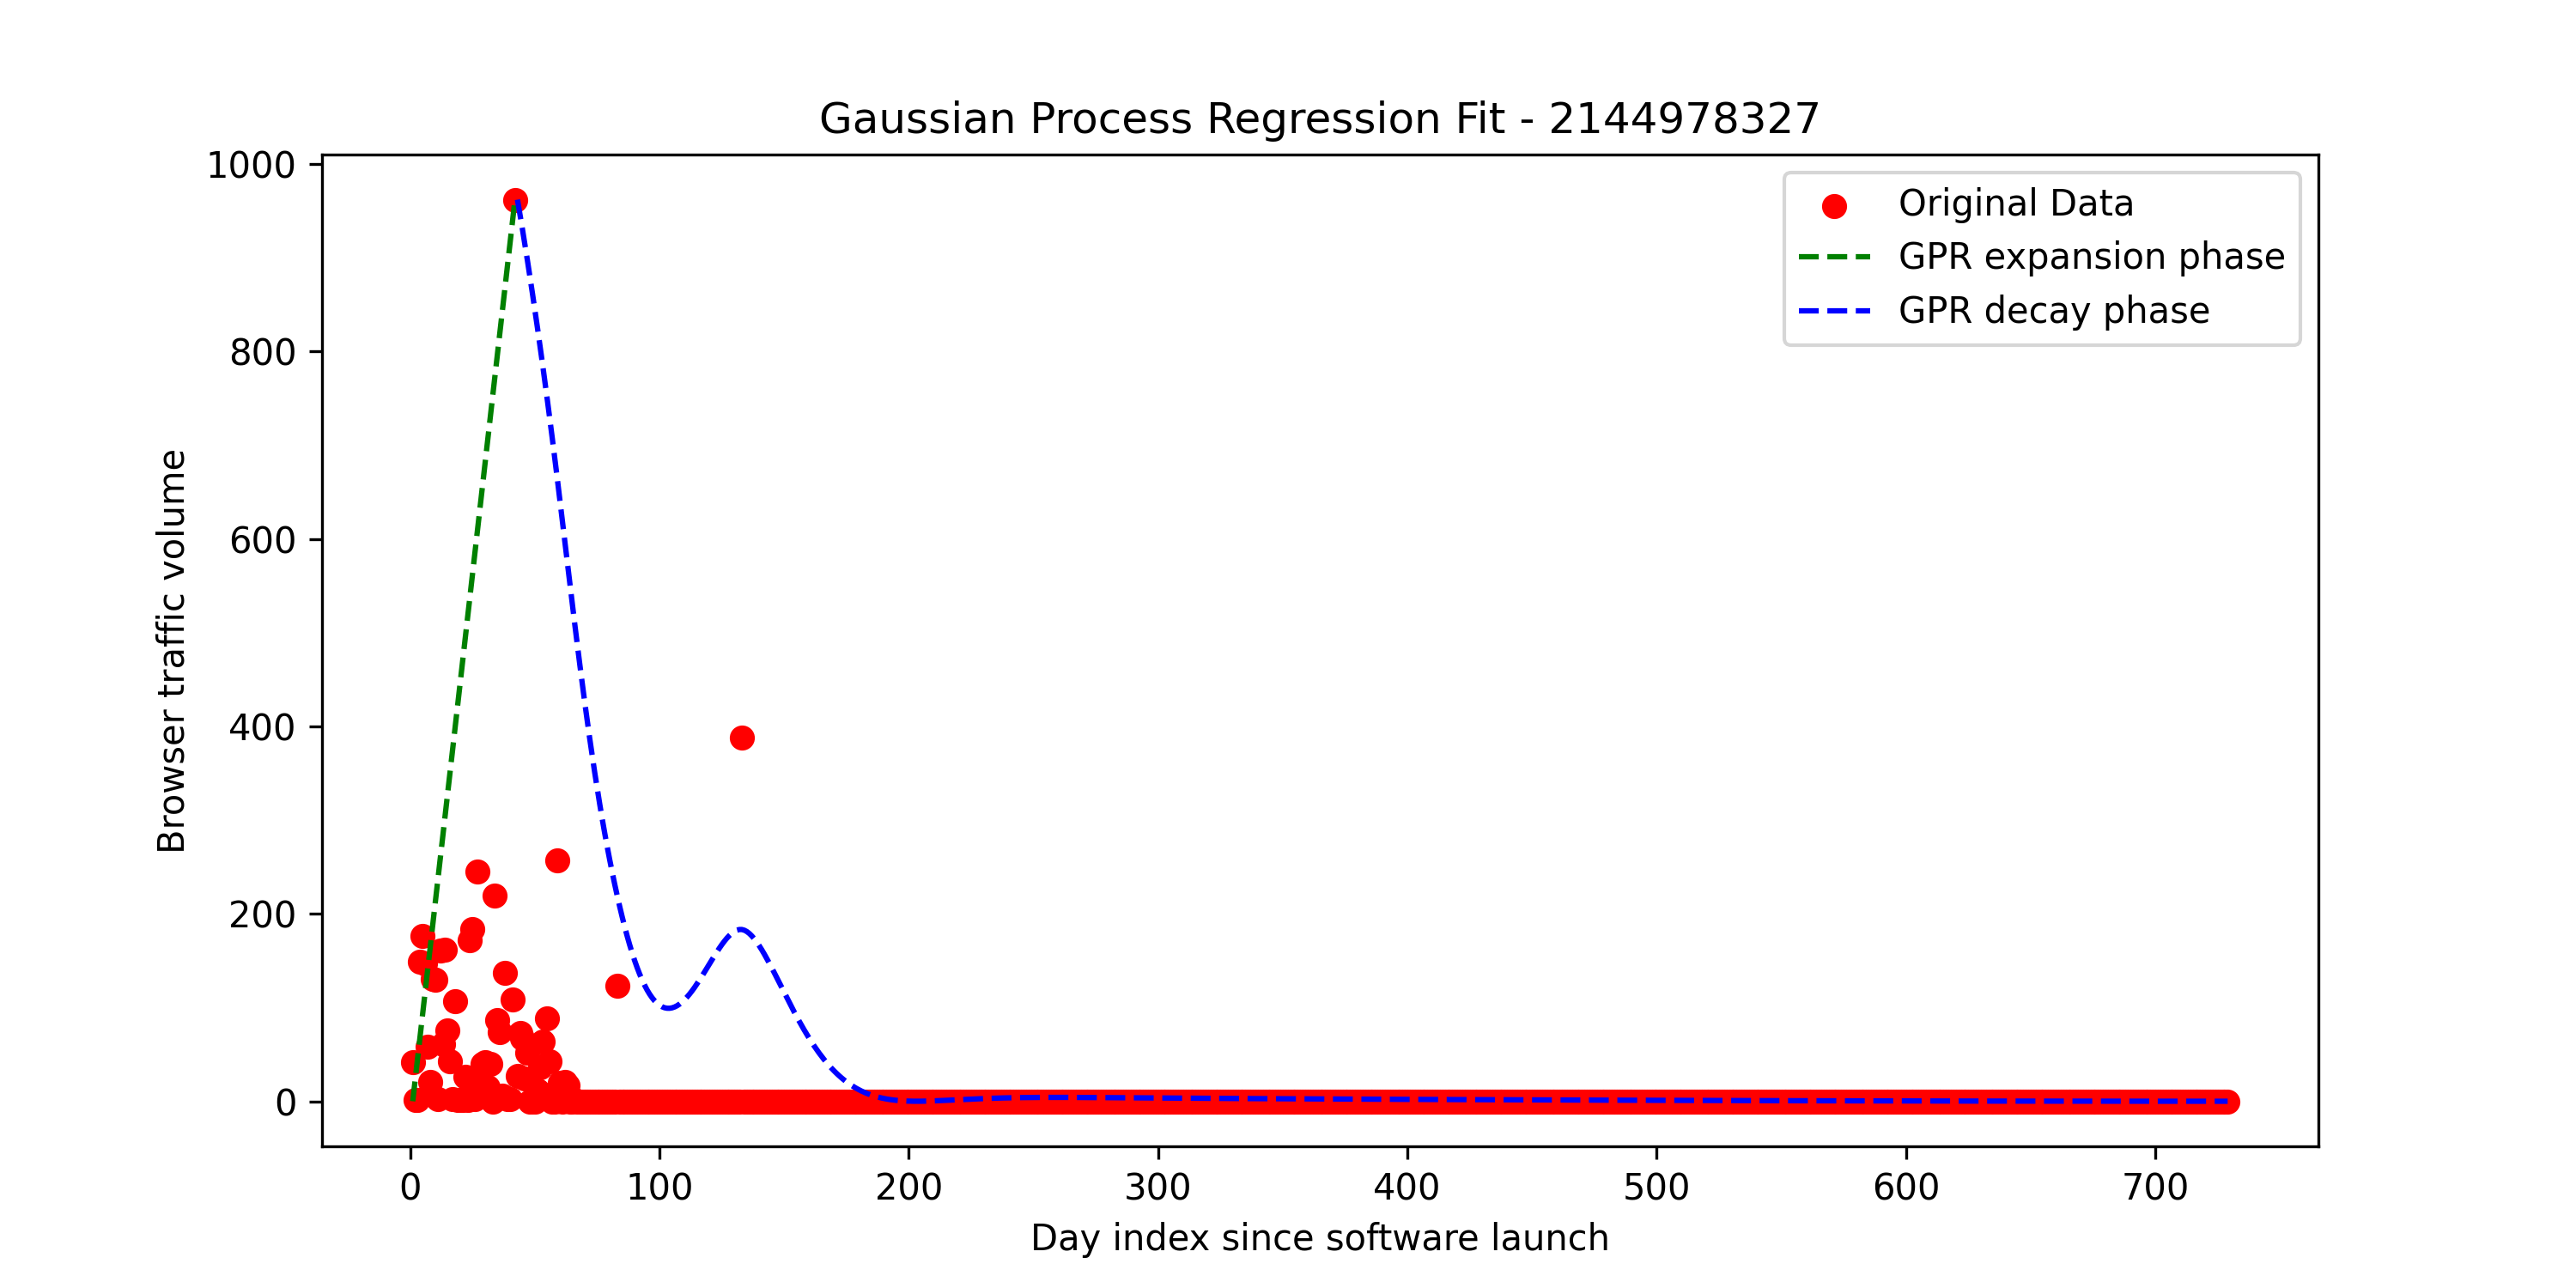 Gaussian Process Regression Fit - 2144978327
1000
800
600
400
200
0
Browser traffic volume
Original Data
GPR expansion phase
GPR decay phase
0 100 200 300 400 500 600 700
Day index since software launch